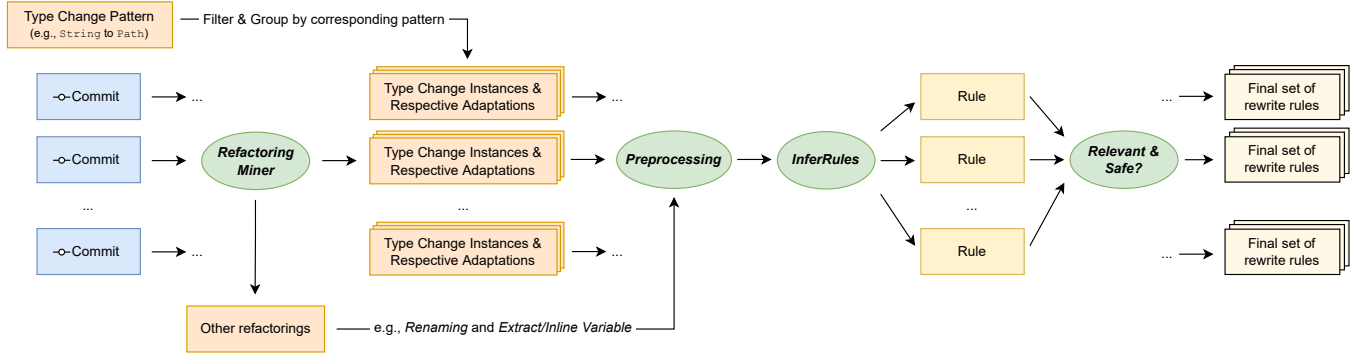 Type Change Pattern
(e.g., String to Path)
Filter & Group by corresponding pattern
Commit
...
Type Change Instances &
Respective Adaptations
...
Rule
...
Final set of
rewrite rules
Commit
Refactoring
Miner
Type Change Instances &
Respective Adaptations
Preprocessing
InferRules
Rule
Relevant &
Safe?
Final set of
rewrite rules
...
...
...
...
Commit
...
Type Change Instances &
Respective Adaptations
...
Rule
...
Final set of
rewrite rules
Other refactorings
e.g., Renaming and Extract/Inline Variable